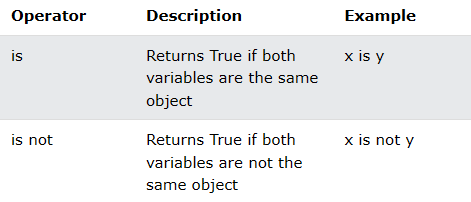 Operator Description Example
is Returns True if both x is y
variables are the same
object
is not Returns True if both x is not y
variables are not the
same object